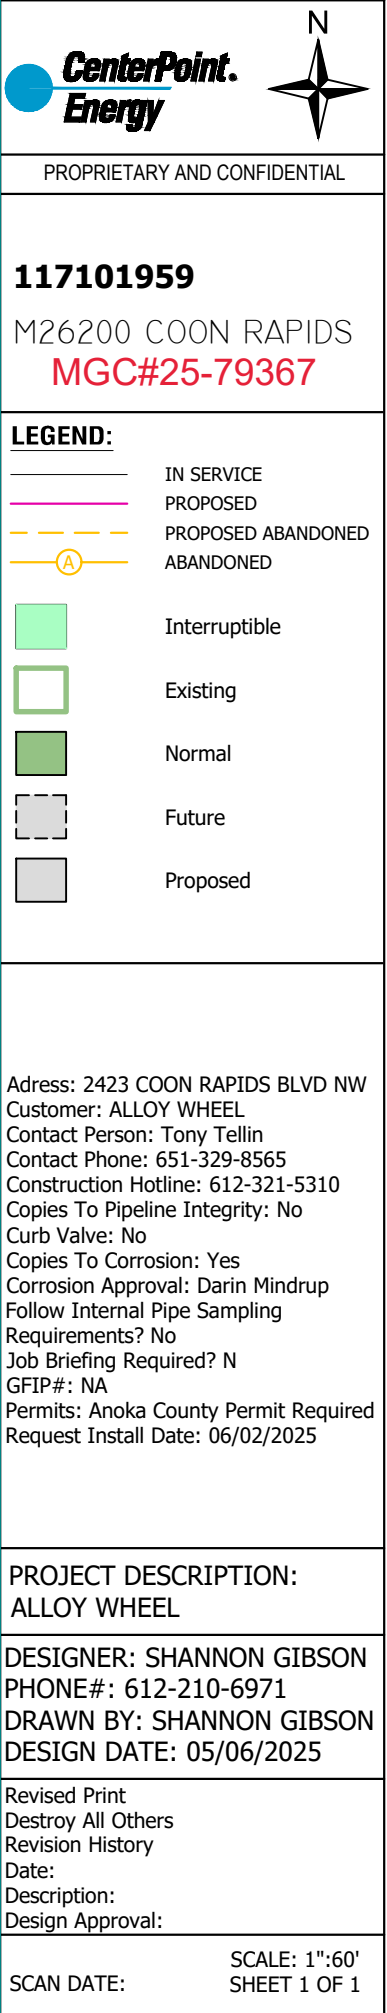 N
CenterPoint.
Energy
PROPRIETARY AND CONFIDENTIAL
117101959
M26200 COON RAPIDS
MGC#25-79367
LEGEND:
IN SERVICE
PROPOSED
PROPOSED ABANDONED
A ABANDONED
Interruptible
Existing
Normal
Future
Proposed
Adress: 2423 COON RAPIDS BLVD NW
Customer: ALLOY WHEEL
Contact Person: Tony Tellin
Contact Phone: 651-329-8565
Construction Hotline: 612-321-5310
Copies To Pipeline Integrity: No
Curb Valve: No
Copies To Corrosion: Yes
Corrosion Approval: Darin Mindrup
Follow Internal Pipe Sampling
Requirements? No
Job Briefing Required? N
GFIP#: NA
Permits: Anoka County Permit Required
Request Install Date: 06/02/2025
PROJECT DESCRIPTION:
ALLOY WHEEL
DESIGNER: SHANNON GIBSON
PHONE#: 612-210-6971
DRAWN BY: SHANNON GIBSON
DESIGN DATE: 05/06/2025
Revised Print
Destroy All Others
Revision History
Date:
Description:
Design Approval:
SCALE: 1":60'
SCAN DATE: SHEET 1 OF 1